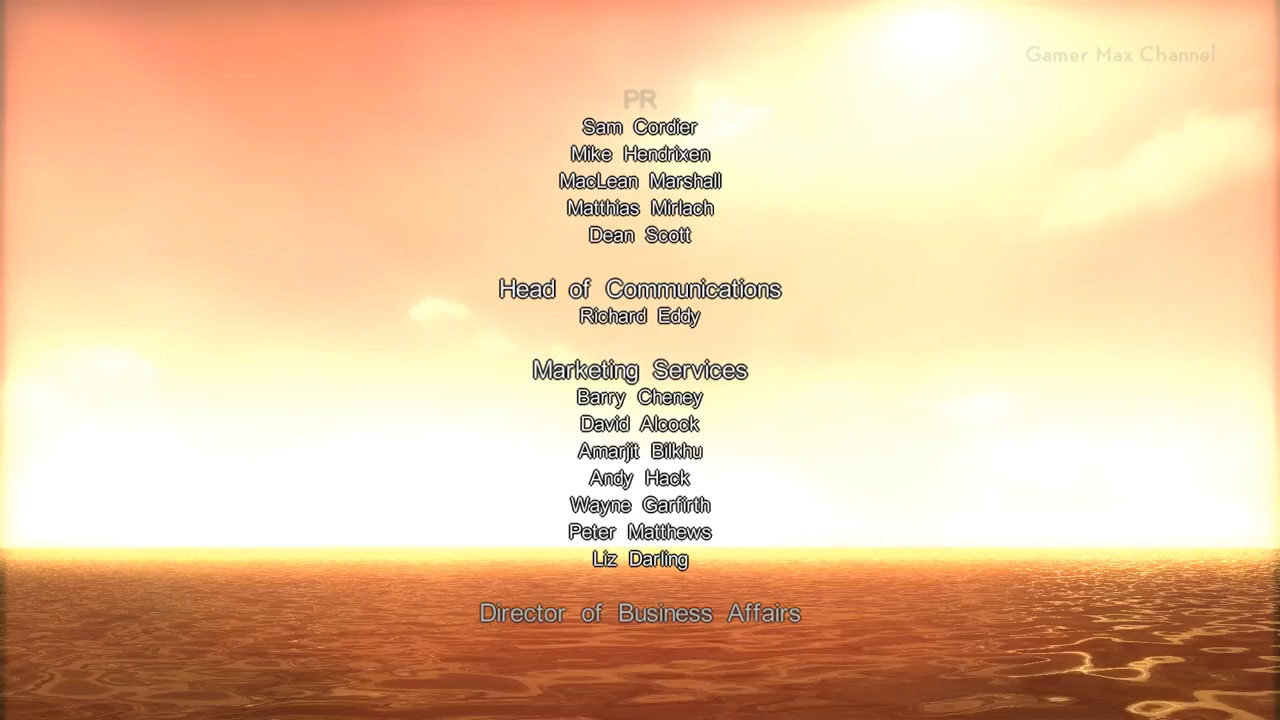 Gamer Max Channel
PR
Sam Cordier
Mike Hendrixen
MacLean Marshall
Matthias Mirlach
Dean Scott
Head of Communications
Richard Eddy
Marketing Services
Barry Cheney
David Alcock
Amarjit Bilkhu
Andy Hack
Wayne Garfirth
Peter Matthews
Liz Darling
Director of Business Affairs